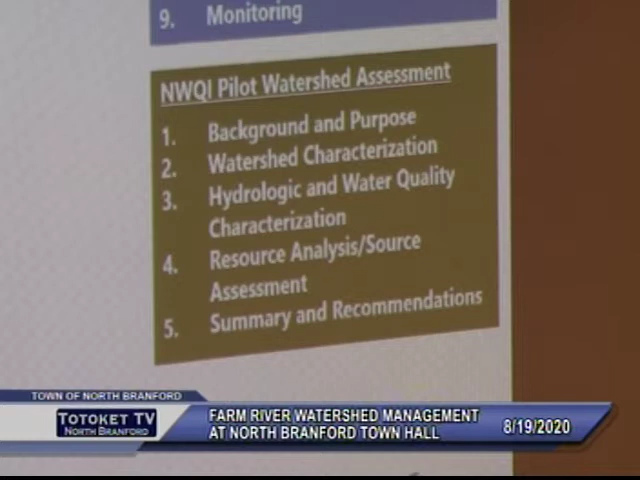 9. Monitoring
NWQI Pilot Watershed Assessment
1. Background and Purpose
2. Watershed Characterization
3. Hydrologic and Water Quality
Characterization
4. Resource Analysis/Source
Assessment
5. Summary and Recommendations
TOWN OF NORTH BRANFORD
TOTOKET TV
NORTH BRANFORD
FARM RIVER WATERSHED MANAGEMENT
AT NORTH BRANFORD TOWN HALL
8/19/2020